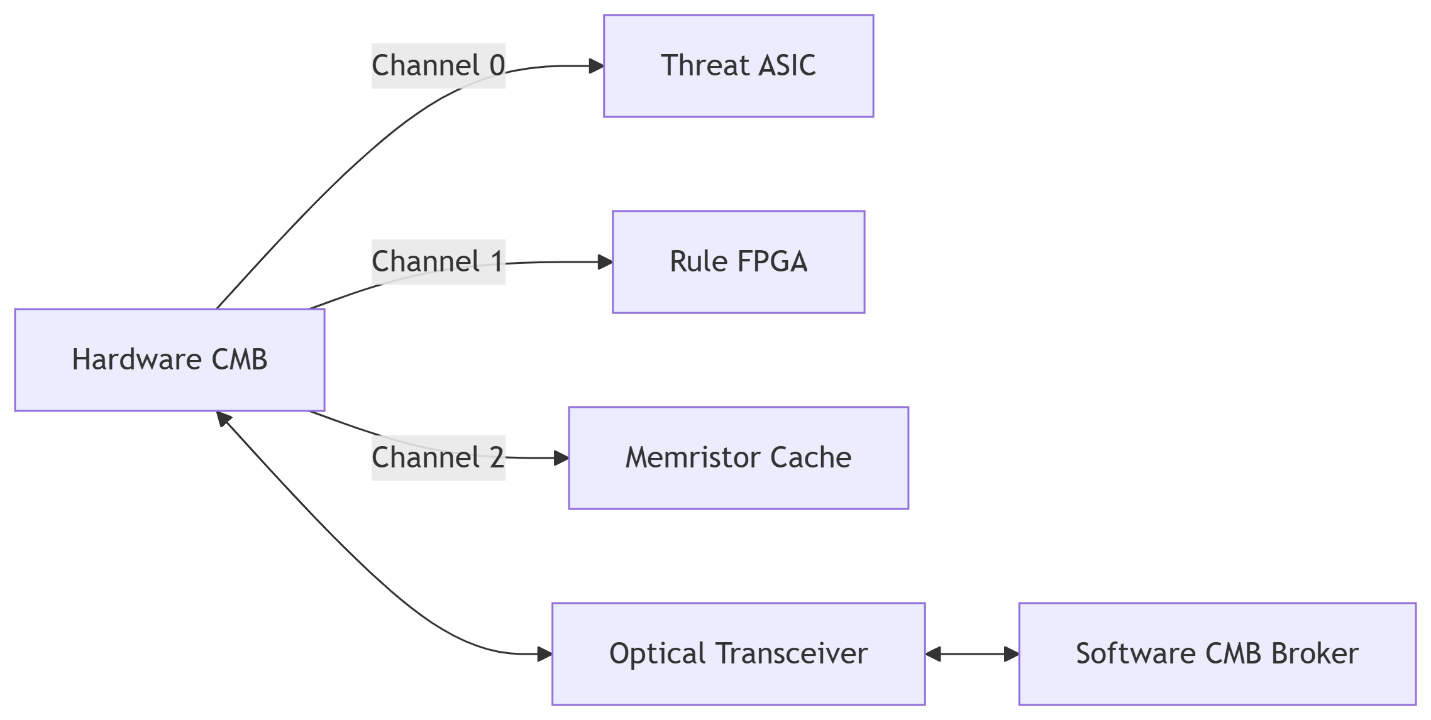 Channel 0
Threat ASIC
Channel 1
Rule FPGA
Hardware CMB
Channel 2
Memristor Cache
Optical Transceiver
Software CMB Broker